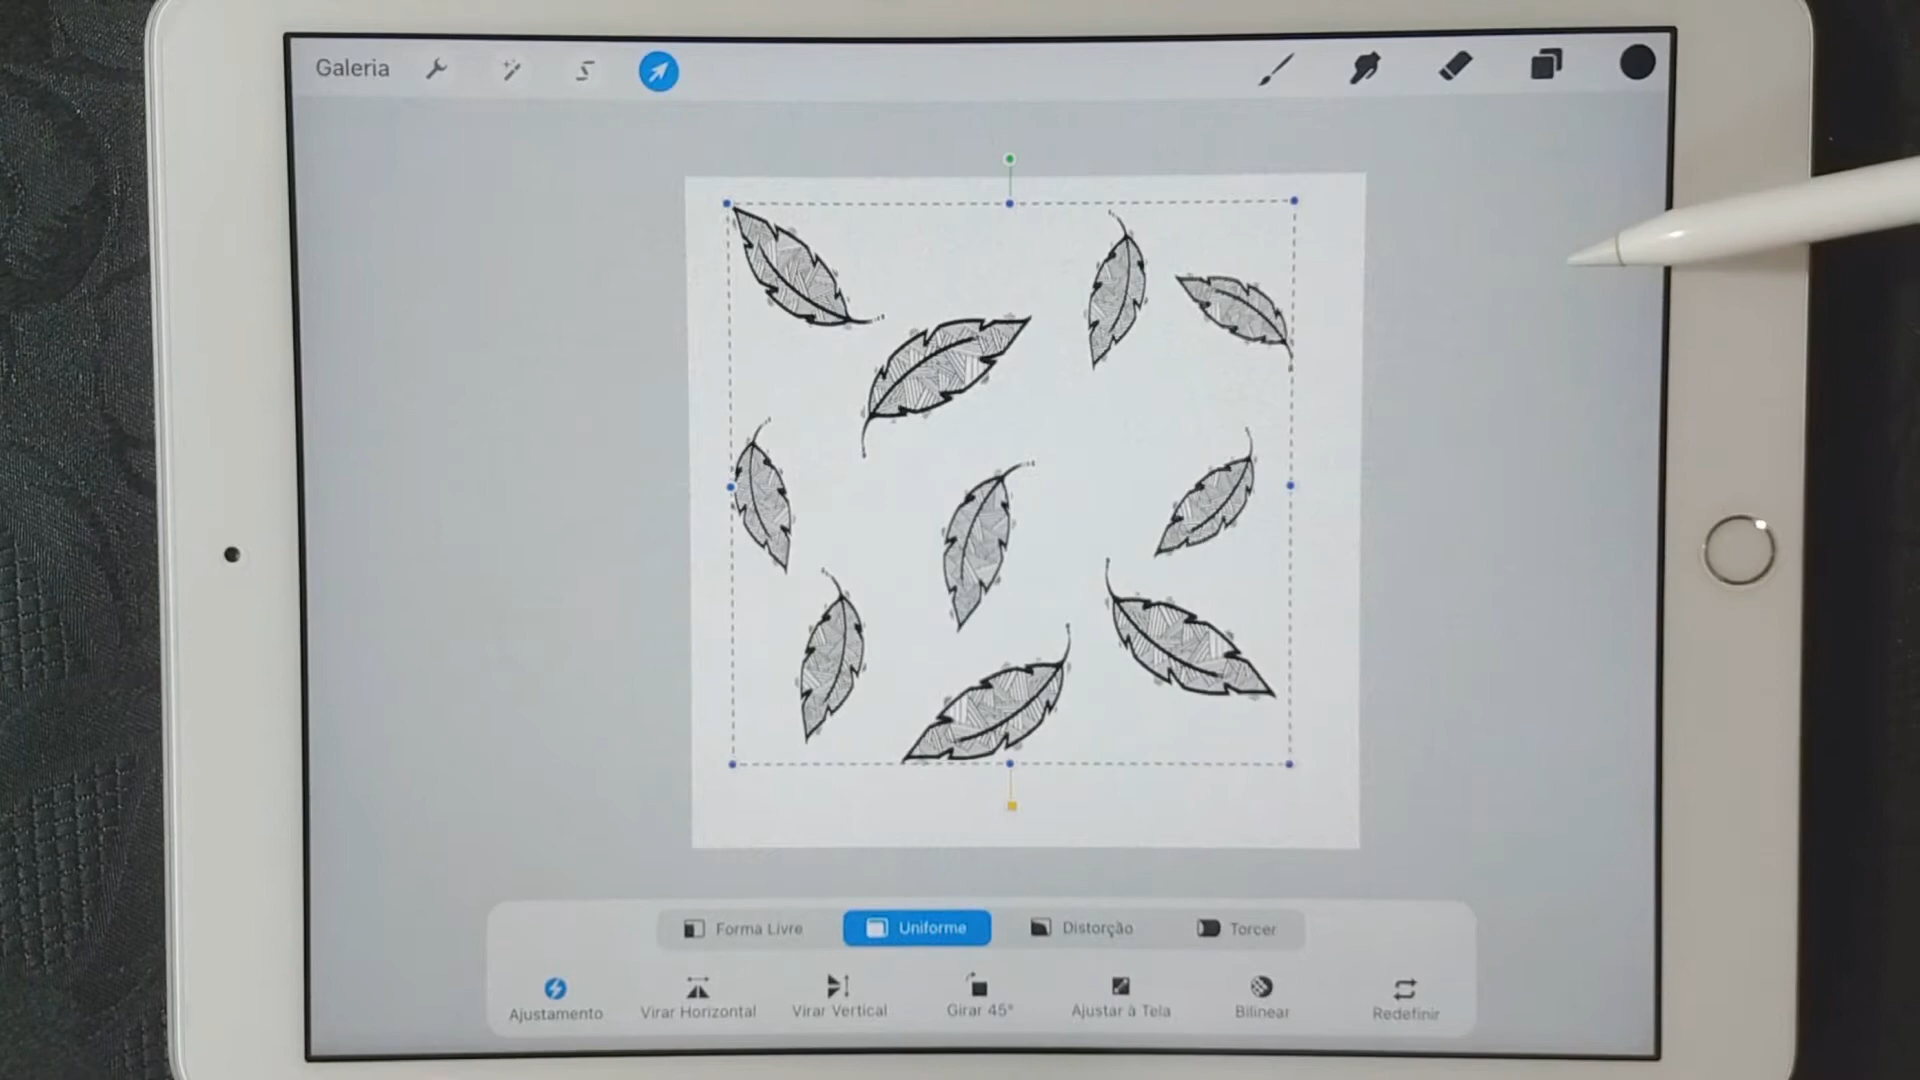 Galeria
Forma Livre
Uniforme
Distorção
Torcer
Ajustamento
Virar Horizontal
Virar Vertical
Girar 45°
Ajustar à Tela
Bilinear
Redefinir